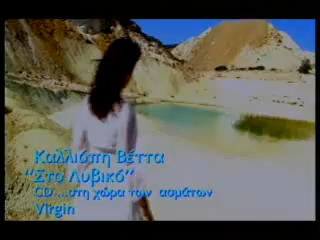 Καλλιόπη Βέττα
“Στο Λυβικό”
CD ...στη χώρα των ασμάτων
Virgin